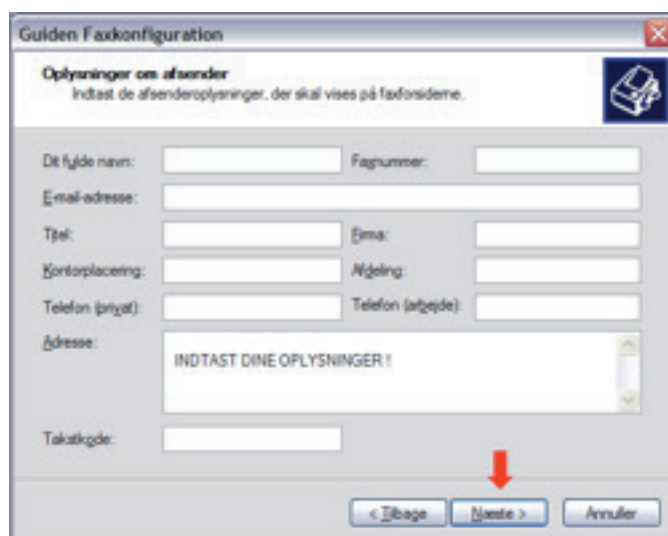 Guiden Faxkonfiguration
Oplysninger om afsender
Indtast de afsenderoplysninger, der skal vises på faxforsiderne.
Dit fylde navn: Faxnummer:
E-mail-adresse:
Titel: Firma:
Kontorplacering: Afdeling:
Telefon (privat): Telefon (arbejde):
Adresse:
INDTAST DINE OPLYSNINGER !
Takstkode:
< Tilbage Næste > Annuller